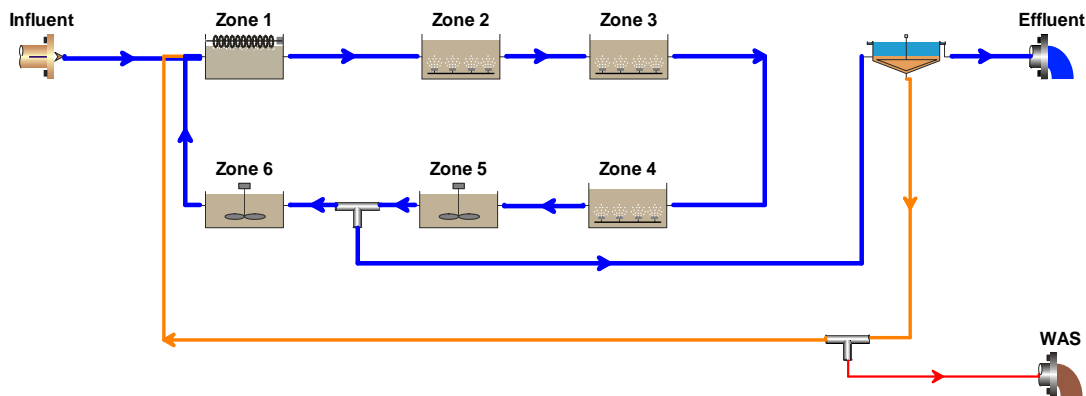 Influent
Zone 1
Zone 2
Zone 3
Effluent
Zone 6
Zone 5
Zone 4
WAS